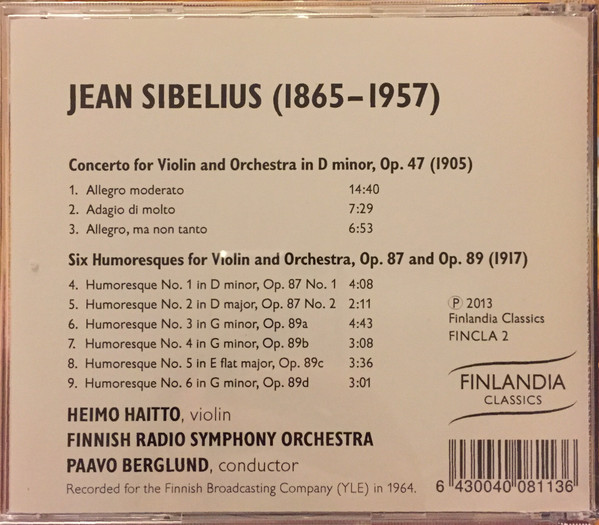 JEAN SIBELIUS (1865–1957)
Concerto for Violin and Orchestra in D minor, Op. 47 (1905)
1. Allegro moderato 14:40
2. Adagio di molto 7:29
3. Allegro, ma non tanto 6:53
Six Humoresques for Violin and Orchestra, Op. 87 and Op. 89 (1917)
4. Humoresque No. 1 in D minor, Op. 87 No. 1 4:08
5. Humoresque No. 2 in D major, Op. 87 No. 2 2:11
6. Humoresque No. 3 in G minor, Op. 89a 4:43
7. Humoresque No. 4 in G minor, Op. 89b 3:08
8. Humoresque No. 5 in E flat major, Op. 89c 3:36
9. Humoresque No. 6 in G minor, Op. 89d 3:01
℗ 2013
Finlandia Classics
FINCLA 2
FINLANDIA
CLASSICS
HEIMO HAITTO, violin
FINNISH RADIO SYMPHONY ORCHESTRA
PAAVO BERGLUND, conductor
Recorded for the Finnish Broadcasting Company (YLE) in 1964.
6 430040 081136